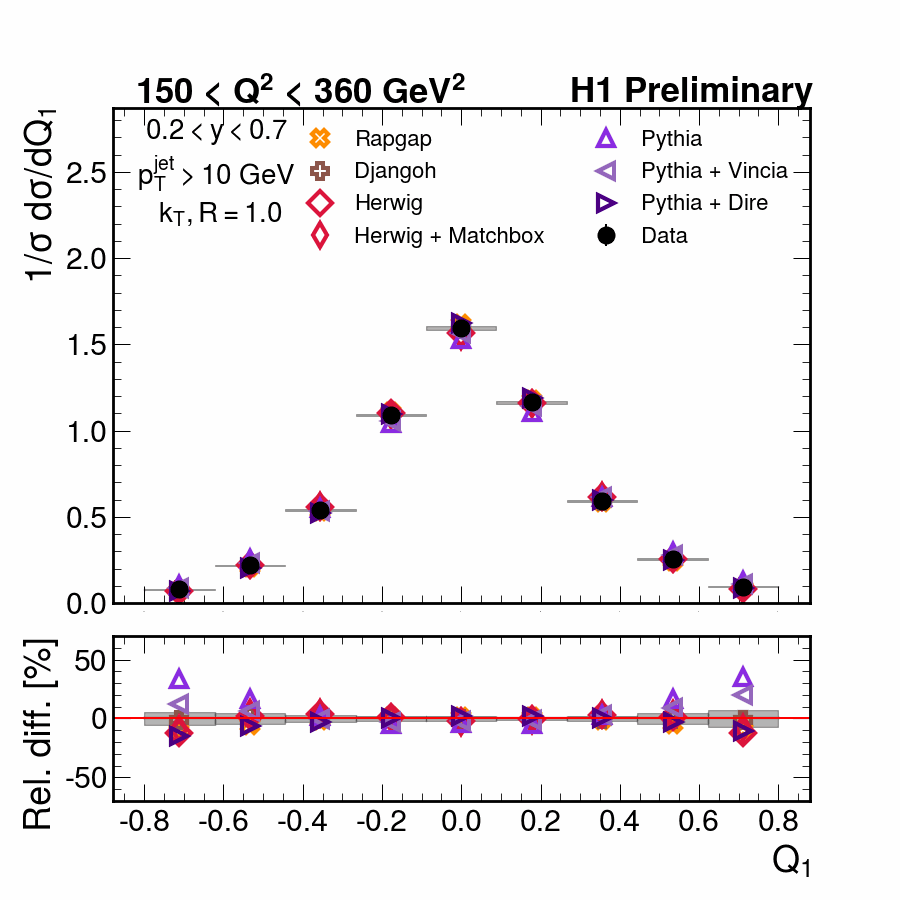 150 < Q² < 360 GeV²
H1 Preliminary
0.2 < y < 0.7
p_T^jet > 10 GeV
k_T, R = 1.0
Rapgap
Djangoh
Herwig
Herwig + Matchbox
Pythia
Pythia + Vincia
Pythia + Dire
Data
1/σ dσ/dQ₁
2.5
2.0
1.5
1.0
0.5
0.0
Rel. diff. [%]
50
0
-50
-0.8 -0.6 -0.4 -0.2 0.0 0.2 0.4 0.6 0.8
Q₁